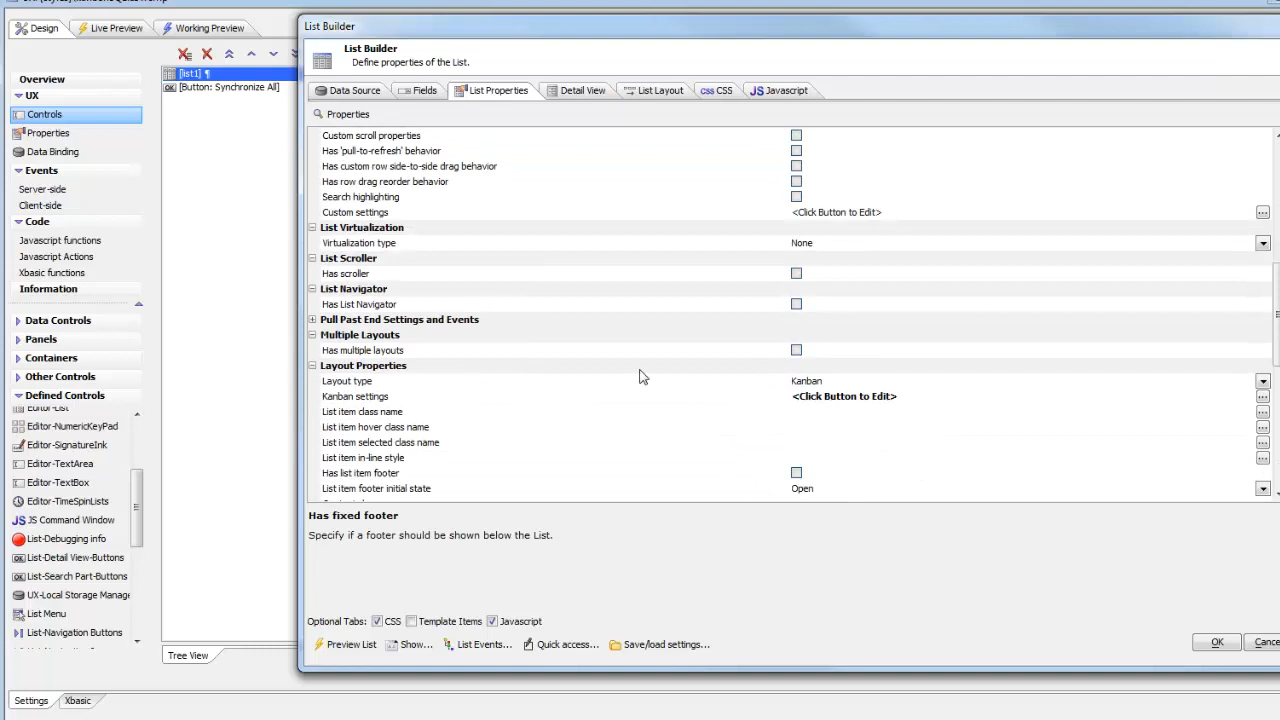 Design
Live Preview
Working Preview
Overview
UX
Controls
Properties
Data Binding
Events
Server-side
Client-side
Code
Javascript functions
Javascript Actions
Xbasic functions
Information
Data Controls
Panels
Containers
Other Controls
Defined Controls
Editor-List
Editor-NumericKeyPad
Editor-SignatureInk
Editor-TextArea
Editor-TextBox
Editor-TimeSpinLists
JS Command Window
List-Debugging info
List-Detail View-Buttons
List-Search Part-Buttons
UX-Local Storage Manage
List Menu
List-Navigation Buttons
Settings
Xbasic
[list1] ¶
[Button: Synchronize All]
Tree View
List Builder
List Builder
Define properties of the List.
Data Source
Fields
List Properties
Detail View
List Layout
css CSS
JS Javascript
Properties
Custom scroll properties
Has 'pull-to-refresh' behavior
Has custom row side-to-side drag behavior
Has row drag reorder behavior
Search highlighting
Custom settings <Click Button to Edit>
List Virtualization
Virtualization type None
List Scroller
Has scroller
List Navigator
Has List Navigator
Pull Past End Settings and Events
Multiple Layouts
Has multiple layouts
Layout Properties
Layout type Kanban
Kanban settings <Click Button to Edit>
List item class name
List item hover class name
List item selected class name
List item in-line style
Has list item footer
List item footer initial state Open
Has fixed footer
Specify if a footer should be shown below the List.
Optional Tabs: CSS Template Items Javascript
Preview List Show... List Events... Quick access... Save/load settings...
OK Cance